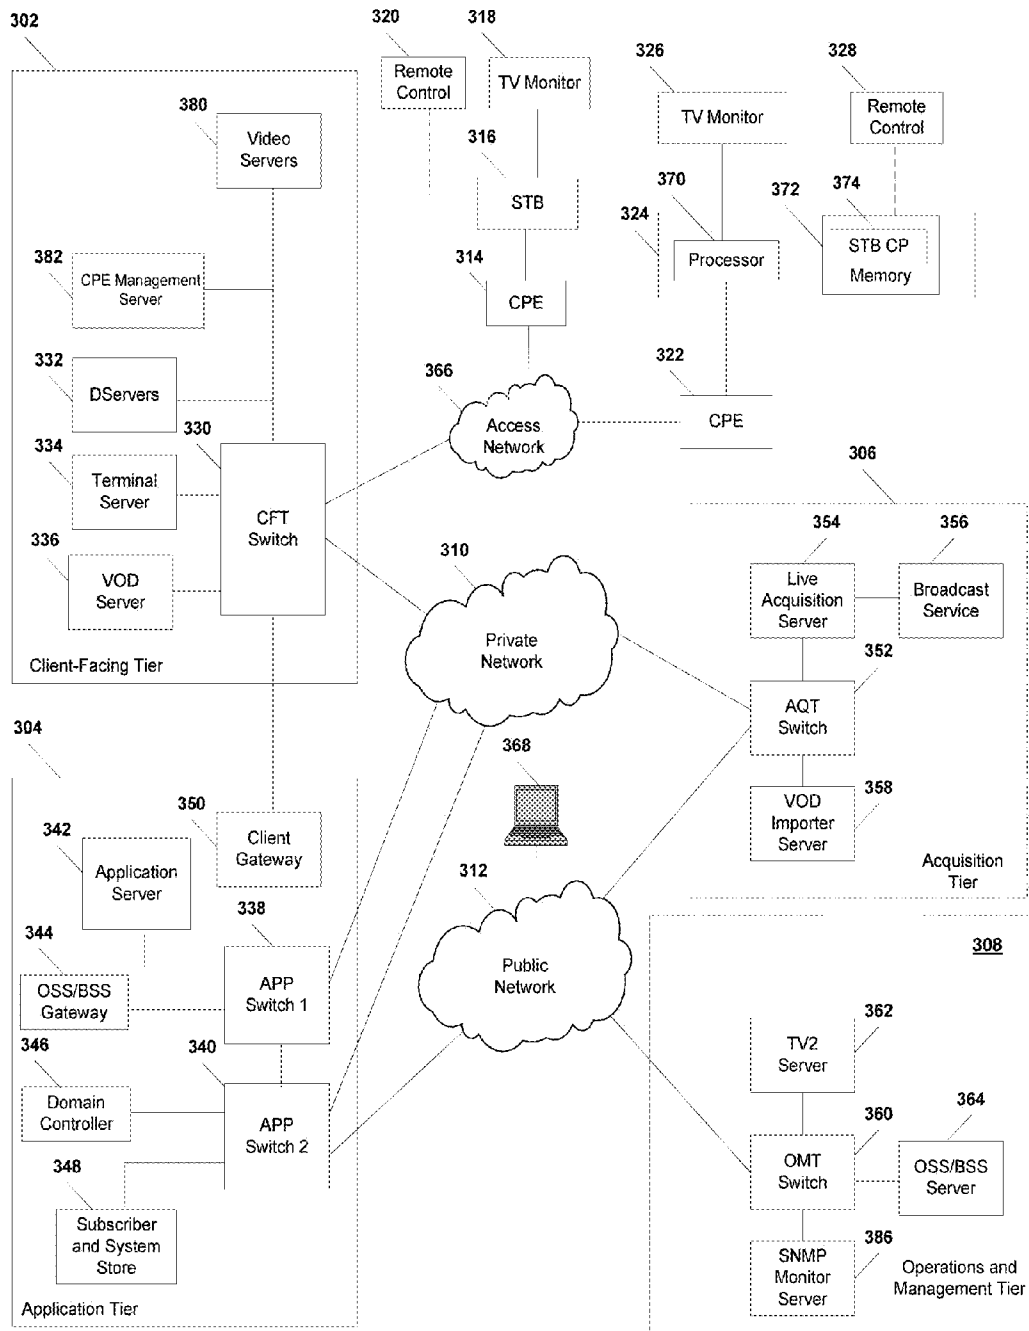 302
320
318
326
328
Remote
Control
TV Monitor
TV Monitor
Remote
Control
380
Video
Servers
316
STB
370
372
374
324
STB CP
Memory
Processor
382
CPE Management
Server
314
CPE
332
DServers
366
Access
Network
322
CPE
330
334
Terminal
Server
CFT
Switch
306
336
VOD
Server
310
Private
Network
354
356
Live
Acquisition
Server
Broadcast
Service
Client-Facing Tier
352
AQT
Switch
304
368
350
Client
Gateway
358
VOD
Importer
Server
342
Application
Server
312
Acquisition
Tier
338
344
OSS/BSS
Gateway
APP
Switch 1
Public
Network
308
362
TV2
Server
346
Domain
Controller
340
APP
Switch 2
364
360
OMT
Switch
OSS/BSS
Server
348
Subscriber
and System
Store
386
SNMP
Monitor
Server
Operations and
Management Tier
Application Tier